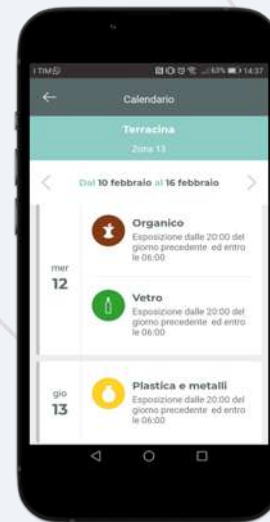 TIM
63% 14:37
Calendario
Terracina
Zona 13
Dal 10 febbraio al 16 febbraio
mer
12
Organico
Esposizione dalle 20:00 del
giorno precedente ed entro
le 06:00
Vetro
Esposizione dalle 20:00 del
giorno precedente ed entro
le 06:00
gio
13
Plastica e metalli
Esposizione dalle 20:00 del
giorno precedente ed entro
le 06:00